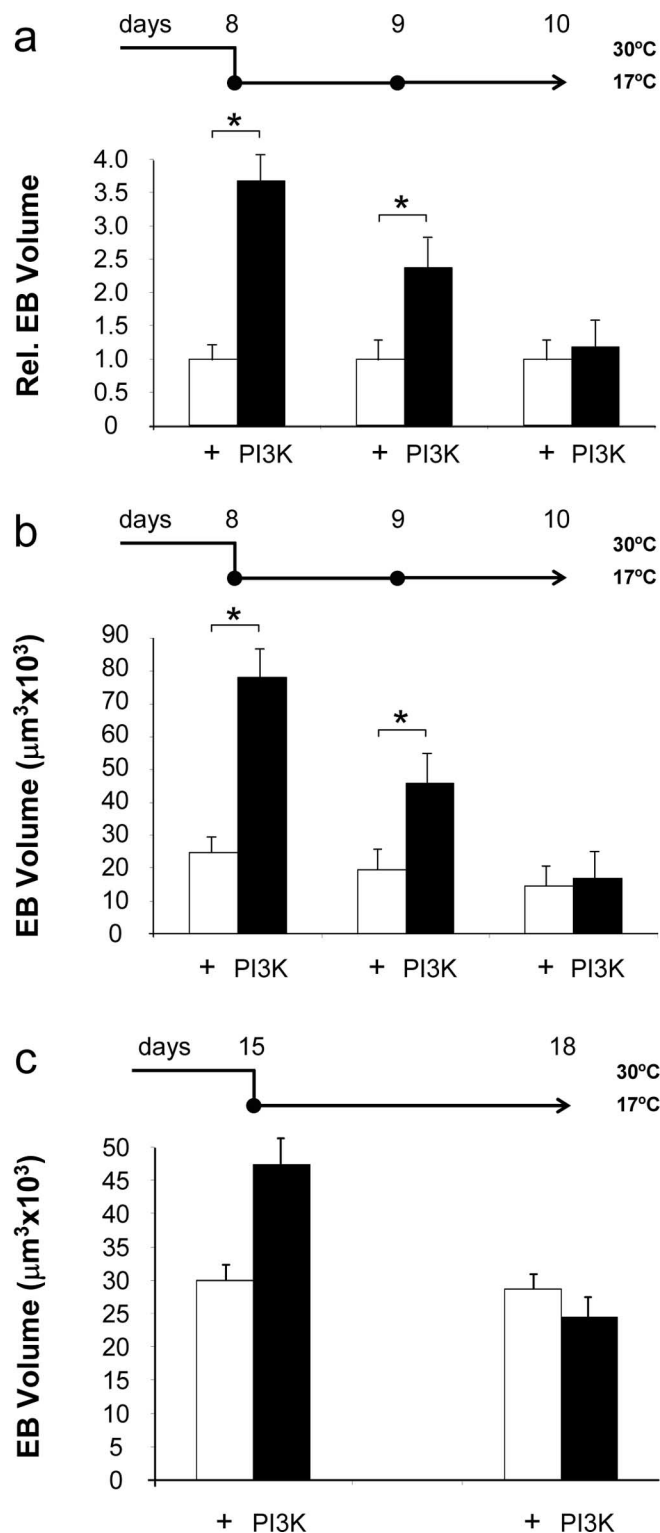 a
days 8 9 10
30ºC
17ºC
* *
Rel. EB Volume
4.0
3.5
3.0
2.5
2.0
1.5
1.0
0.5
0
+ PI3K + PI3K + PI3K
b
days 8 9 10
30ºC
17ºC
* *
EB Volume (μm³x10³)
90
80
70
60
50
40
30
20
10
0
+ PI3K + PI3K + PI3K
c
days 15 18
30ºC
17ºC
EB Volume (μm³x10³)
50
45
40
35
30
25
20
15
10
5
0
+ PI3K + PI3K